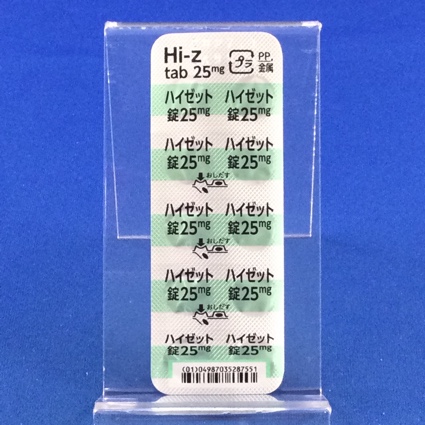 Hi-z
tab 25mg
プラ
PP,
金属
ハイゼット ハイゼット
錠25mg 錠25mg
ハイゼット ハイゼット
錠25mg 錠25mg
おしだす
ハイゼット ハイゼット
錠25mg 錠25mg
おしだす
ハイゼット ハイゼット
錠25mg 錠25mg
おしだす
ハイゼット ハイゼット
錠25mg 錠25mg
(01)04987035287551